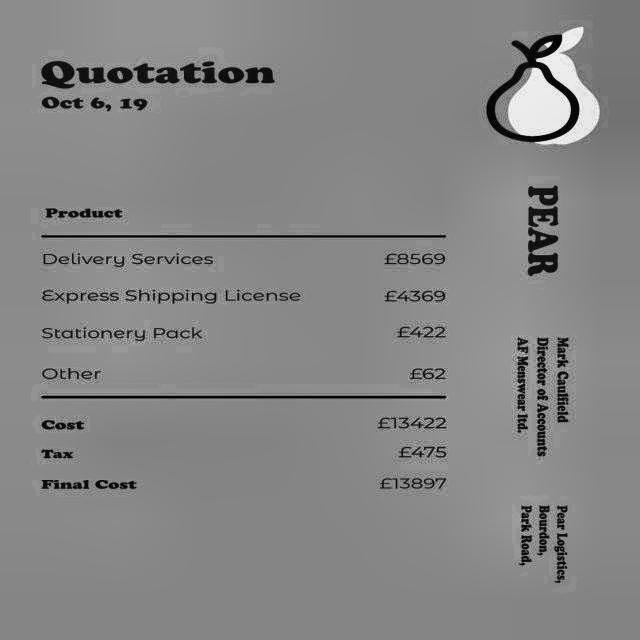 Quotation
Oct 6, 19
Product
Delivery Services £8569
Express Shipping License £4369
Stationery Pack £422
Other £62
Cost £13422
Tax £475
Final Cost £13897
PEAR
Mark Caulfield
Director of Accounts
AF Menswear ltd.
Pear Logistics,
Bourdon,
Park Road,